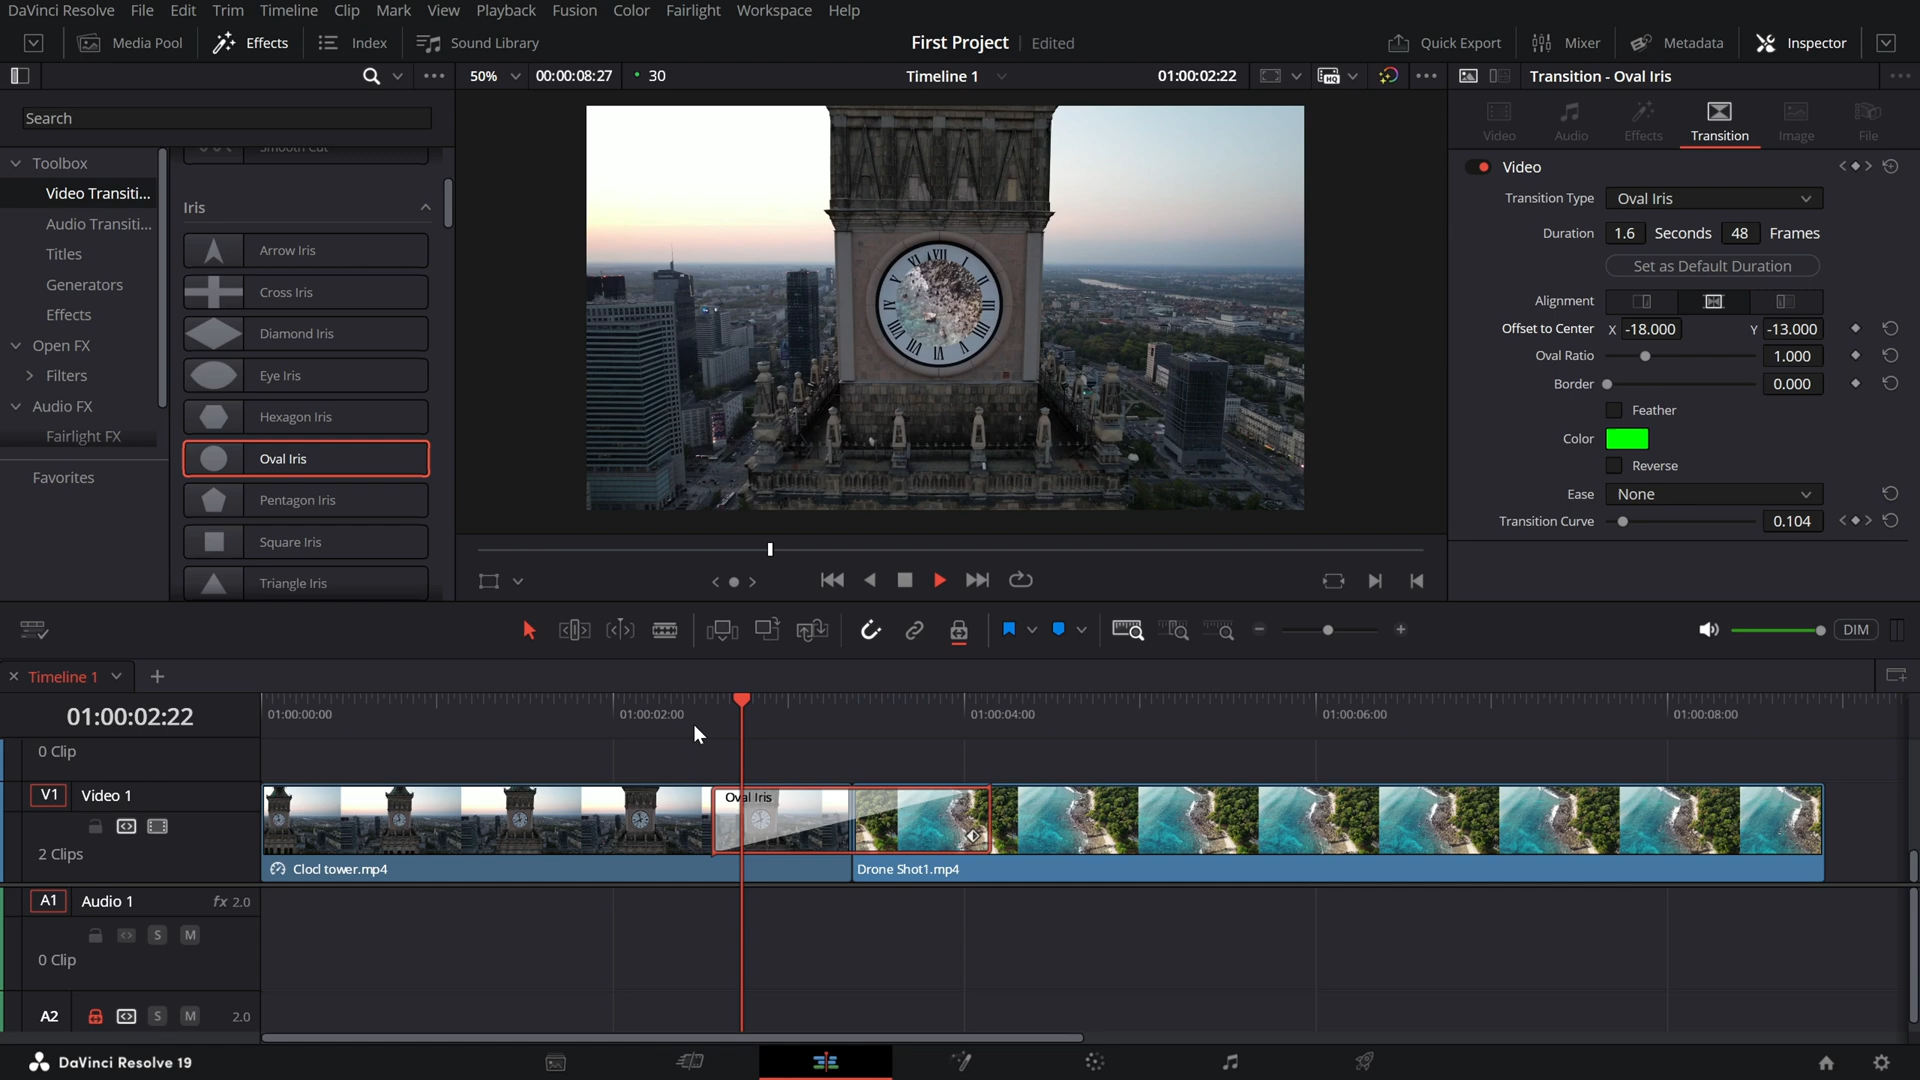 DaVinci Resolve File Edit Trim Timeline Clip Mark View Playback Fusion Color Fairlight Workspace Help
Media Pool Effects Index Sound Library First Project Edited Quick Export Mixer Metadata Inspector
50% 00:00:08:27 30 Timeline 1 01:00:02:22 Transition - Oval Iris
Search
Video Audio Effects Transition Image File
Toolbox
Video Transiti...
Audio Transiti...
Titles
Generators
Effects
Open FX
Filters
Audio FX
Fairlight FX
Favorites
Smooth Cut
Iris
Arrow Iris
Cross Iris
Diamond Iris
Eye Iris
Hexagon Iris
Oval Iris
Pentagon Iris
Square Iris
Triangle Iris
Video
Transition Type Oval Iris
Duration 1.6 Seconds 48 Frames
Set as Default Duration
Alignment
Offset to Center X -18.000 Y -13.000
Oval Ratio 1.000
Border 0.000
Feather
Color
Reverse
Ease None
Transition Curve 0.104
DIM
Timeline 1
01:00:02:22
01:00:00:00 01:00:02:00 01:00:04:00 01:00:06:00 01:00:08:00
0 Clip
V1 Video 1
2 Clips
Oval Iris
Clocl tower.mp4
Drone Shot1.mp4
A1 Audio 1 fx 2.0
S M
0 Clip
A2 S M 2.0
DaVinci Resolve 19